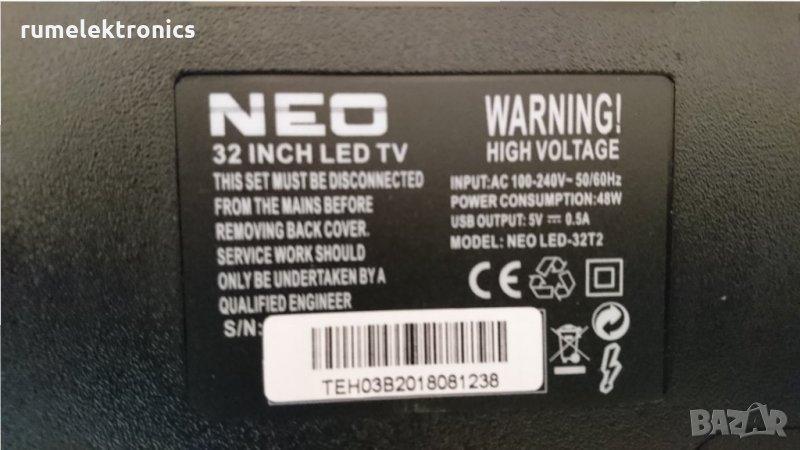 rumelektronics
NEO
32 INCH LED TV
THIS SET MUST BE DISCONNECTED
FROM THE MAINS BEFORE
REMOVING BACK COVER.
SERVICE WORK SHOULD
ONLY BE UNDERTAKEN BY A
QUALIFIED ENGINEER
S/N:
TEH03B2018081238
WARNING!
HIGH VOLTAGE
INPUT:AC 100-240V~ 50/60Hz
POWER CONSUMPTION:48W
USB OUTPUT: 5V ⎓ 0.5A
MODEL: NEO LED-32T2
CE
BAZAR